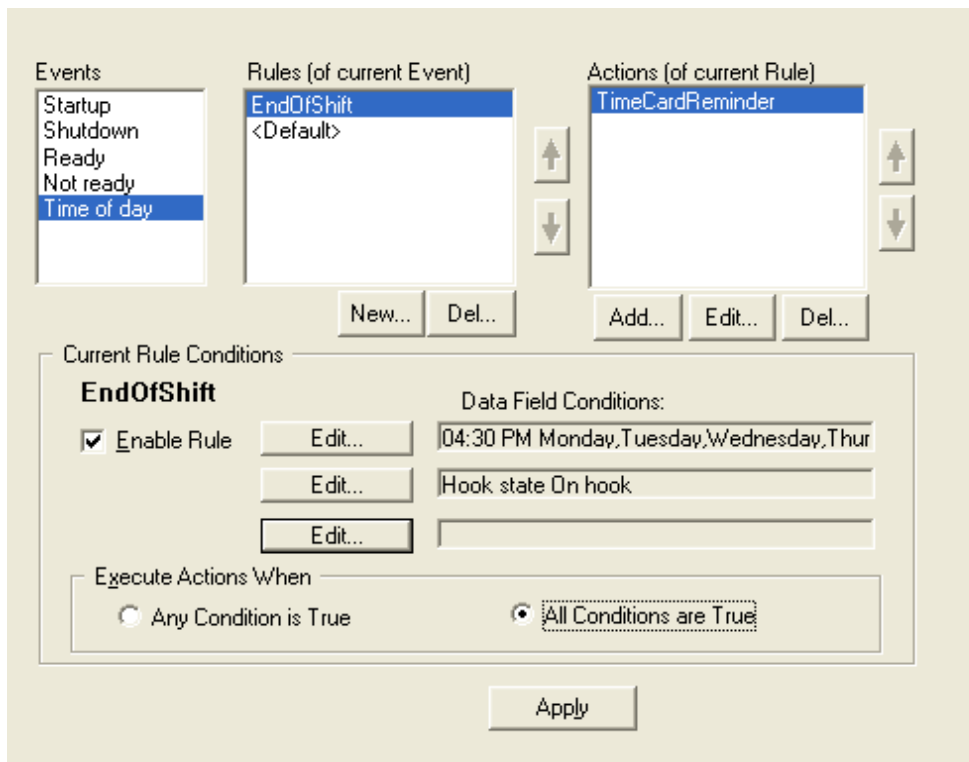 Events
Startup
Shutdown
Ready
Not ready
Time of day
Rules (of current Event)
EndOfShift
<Default>
New...
Del...
Actions (of current Rule)
TimeCardReminder
Add...
Edit...
Del...
Current Rule Conditions
EndOfShift
Data Field Conditions:
Enable Rule
Edit...
04:30 PM Monday,Tuesday,Wednesday,Thur
Edit...
Hook state On hook
Edit...
Execute Actions When
Any Condition is True
All Conditions are True
Apply